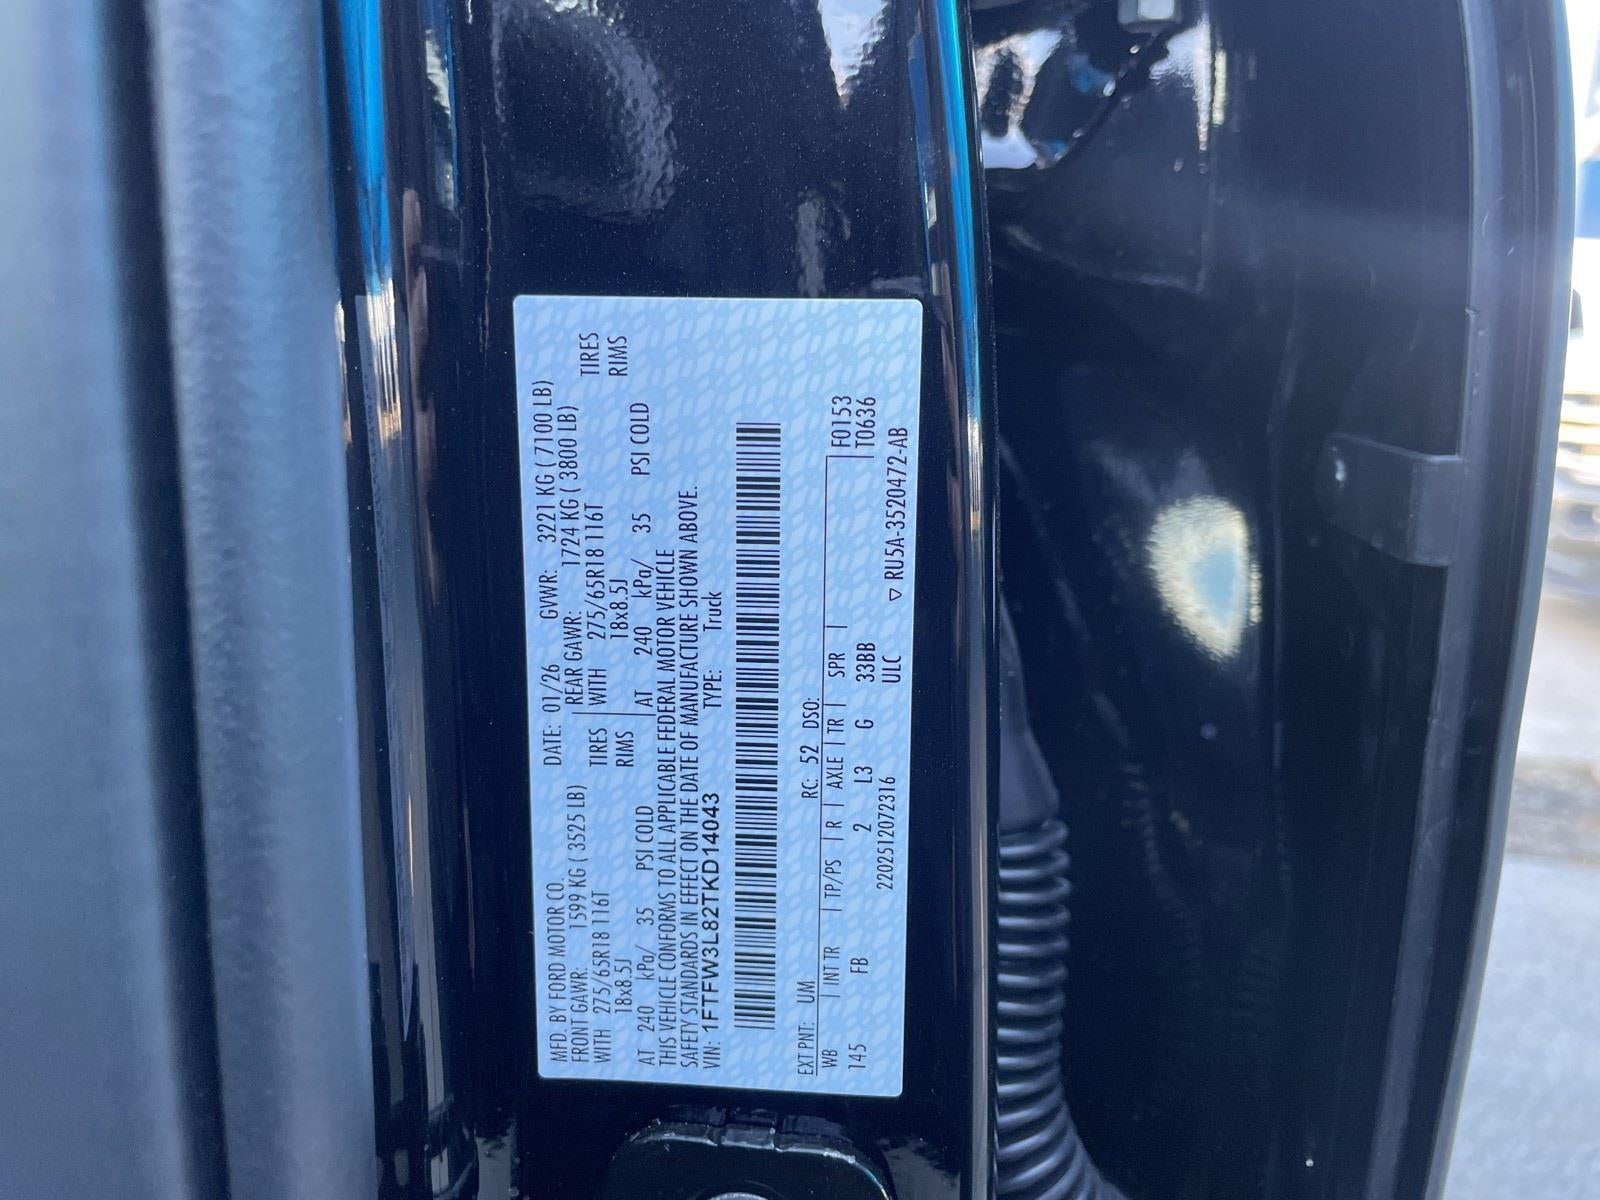 MFD. BY FORD MOTOR CO. DATE: 01/26 GVWR: 3221 KG ( 7100 LB)
FRONT GAWR: 1599 KG ( 3525 LB) REAR GAWR: 1724 KG ( 3800 LB)
WITH 275/65R18 116T TIRES WITH 275/65R18 116T TIRES
18x8.5J RIMS 18x8.5J RIMS
AT 240 kPa/ 35 PSI COLD AT 240 kPa/ 35 PSI COLD
THIS VEHICLE CONFORMS TO ALL APPLICABLE FEDERAL MOTOR VEHICLE
SAFETY STANDARDS IN EFFECT ON THE DATE OF MANUFACTURE SHOWN ABOVE.
VIN: 1FTFW3L82TKD14043 TYPE: Truck
EXT PNT: UM RC: 52 DSO:
WB | INT TR | TP/PS | R | AXLE | TR | SPR | F0153
145 FB 2 L3 G 33BB T0636
220251207231​6 ULC ▽ RU5A-3520472-AB